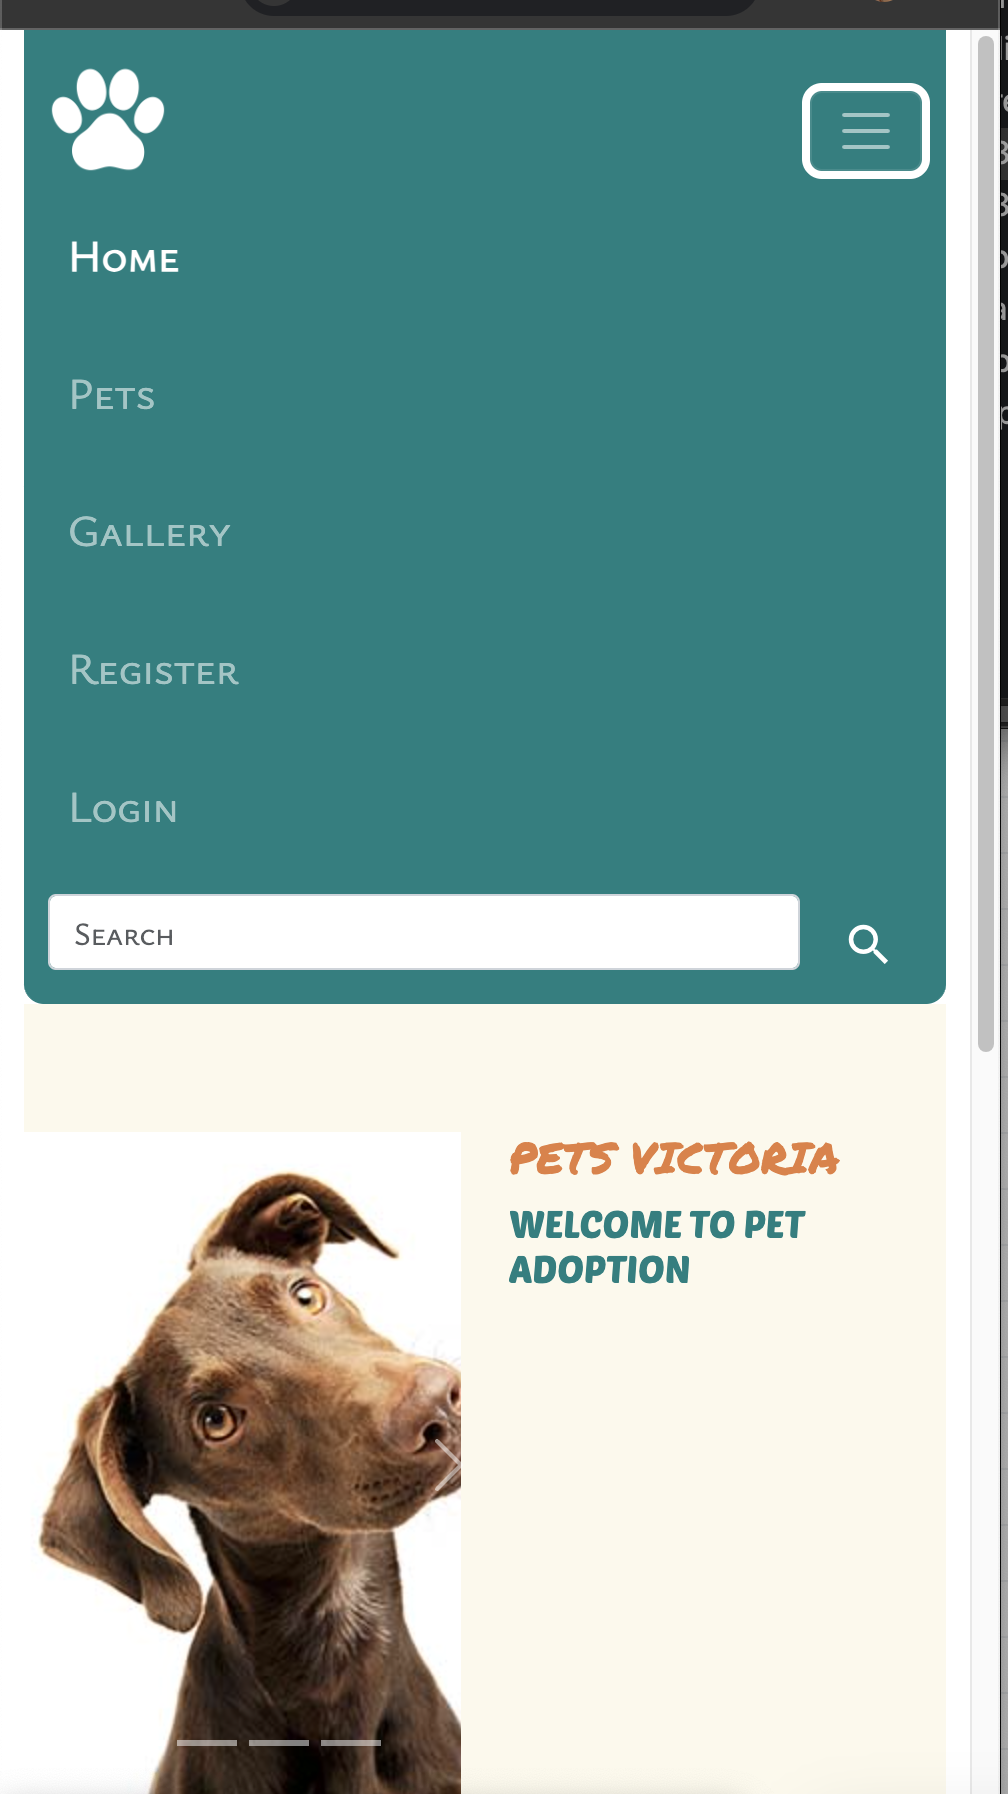 Home
Pets
Gallery
Register
Login
Search
PETS VICTORIA
WELCOME TO PET
ADOPTION